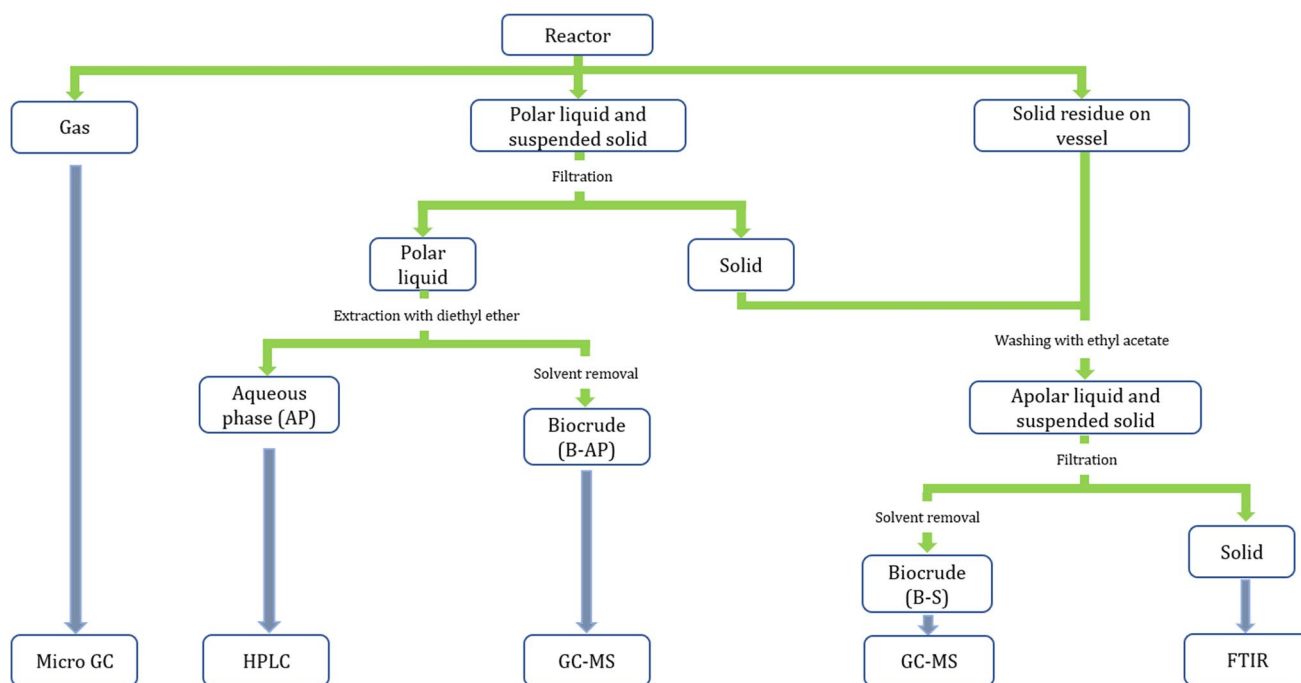 Reactor
Gas
Polar liquid and
suspended solid
Solid residue on
vessel
Filtration
Polar
liquid
Solid
Extraction with diethyl ether
Washing with ethyl acetate
Aqueous
phase (AP)
Solvent removal
Biocrude
(B-AP)
Apolar liquid and
suspended solid
Filtration
Solvent removal
Biocrude
(B-S)
Solid
Micro GC
HPLC
GC-MS
GC-MS
FTIR